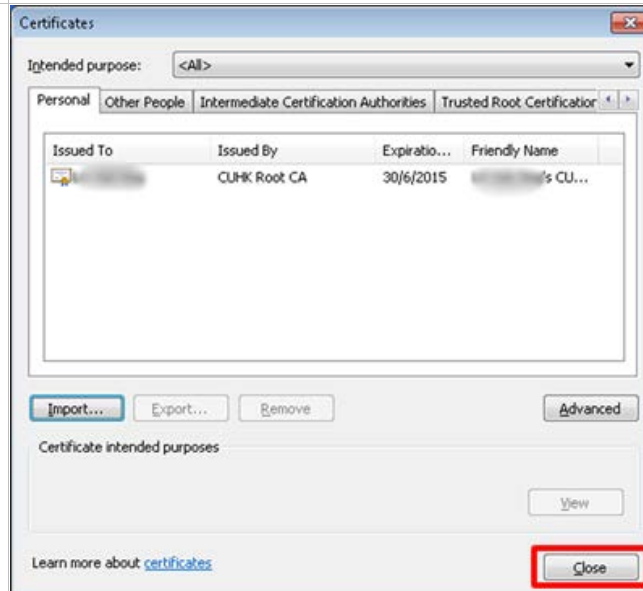 Certificates
Intended purpose: <All>
Personal Other People Intermediate Certification Authorities Trusted Root Certification
Issued To Issued By Expiratio... Friendly Name
CUHK Root CA 30/6/2015 's CU...
Import... Export... Remove Advanced
Certificate intended purposes
View
Learn more about certificates
Close